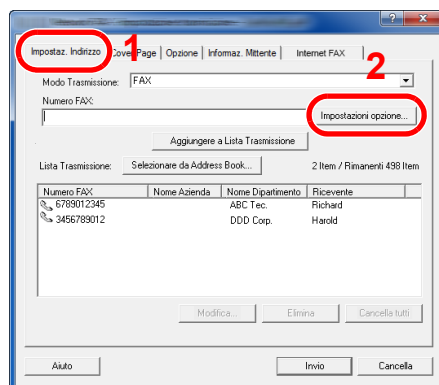 ? X
Impostaz. Indirizzo 1 Cover Page Opzione Informaz. Mittente Internet FAX
2
Modo Trasmissione: FAX
Numero FAX:
Impostazioni opzione...
Aggiungere a Lista Trasmissione
Lista Trasmissione: Selezionare da Address Book... 2 Item / Rimanenti 498 Item
Numero FAX Nome Azienda Nome Dipartimento Ricevente
6789012345 ABC Tec. Richard
3456789012 DDD Corp. Harold
Modifica... Elimina Cancella tutti
Aiuto Invio Cancella